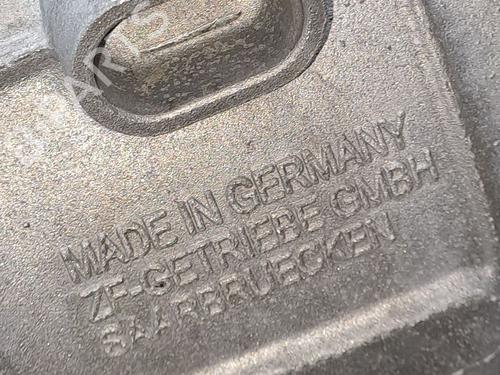 MADE IN GERMANY
ZF-GETRIEBE GMBH
SAARBRUECKEN